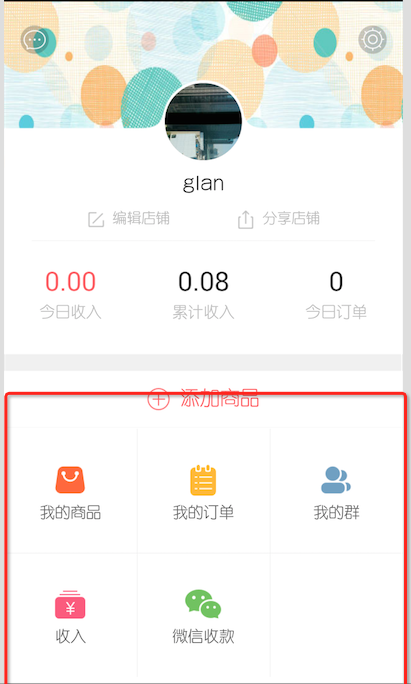 glan
编辑店铺 分享店铺
0.00 0.08 0
今日收入 累计收入 今日订单
添加商品
我的商品 我的订单 我的群
¥
收入 微信收款